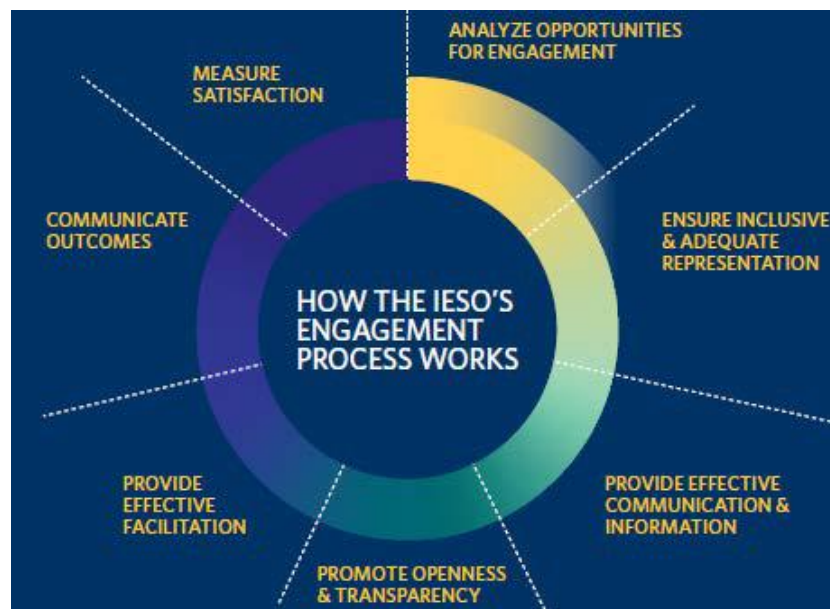 ANALYZE OPPORTUNITIES
FOR ENGAGEMENT
MEASURE
SATISFACTION
COMMUNICATE
OUTCOMES
ENSURE INCLUSIVE
& ADEQUATE
REPRESENTATION
HOW THE IESO'S
ENGAGEMENT
PROCESS WORKS
PROVIDE
EFFECTIVE
FACILITATION
PROVIDE EFFECTIVE
COMMUNICATION &
INFORMATION
PROMOTE OPENNESS
& TRANSPARENCY